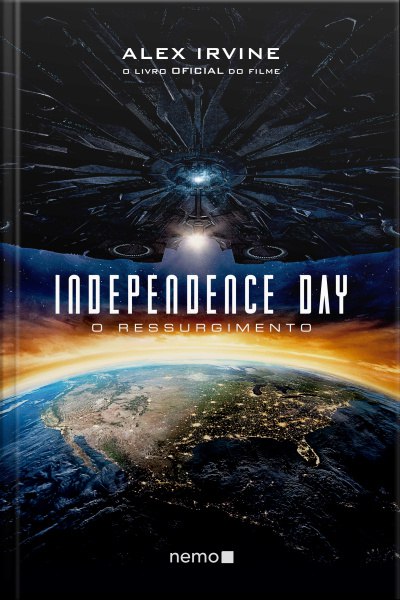 ALEX IRVINE
O LIVRO OFICIAL DO FILME
INDEPENDENCE DAY
O RESSURGIMENTO
nemo